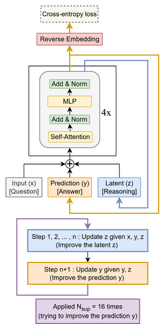 Cross-entropy loss
Reverse Embedding
Add & Norm
MLP
4x
Add & Norm
Self-Attention
Input (x)
[Question]
Prediction (y)
[Answer]
Latent (z)
[Reasoning]
Step 1, 2, ... , n : Update z given x, y, z
(Improve the latent z)
Step n+1 : Update y given y, z
(Improve the prediction y)
Applied Nsup = 16 times
(trying to improve the prediction y)